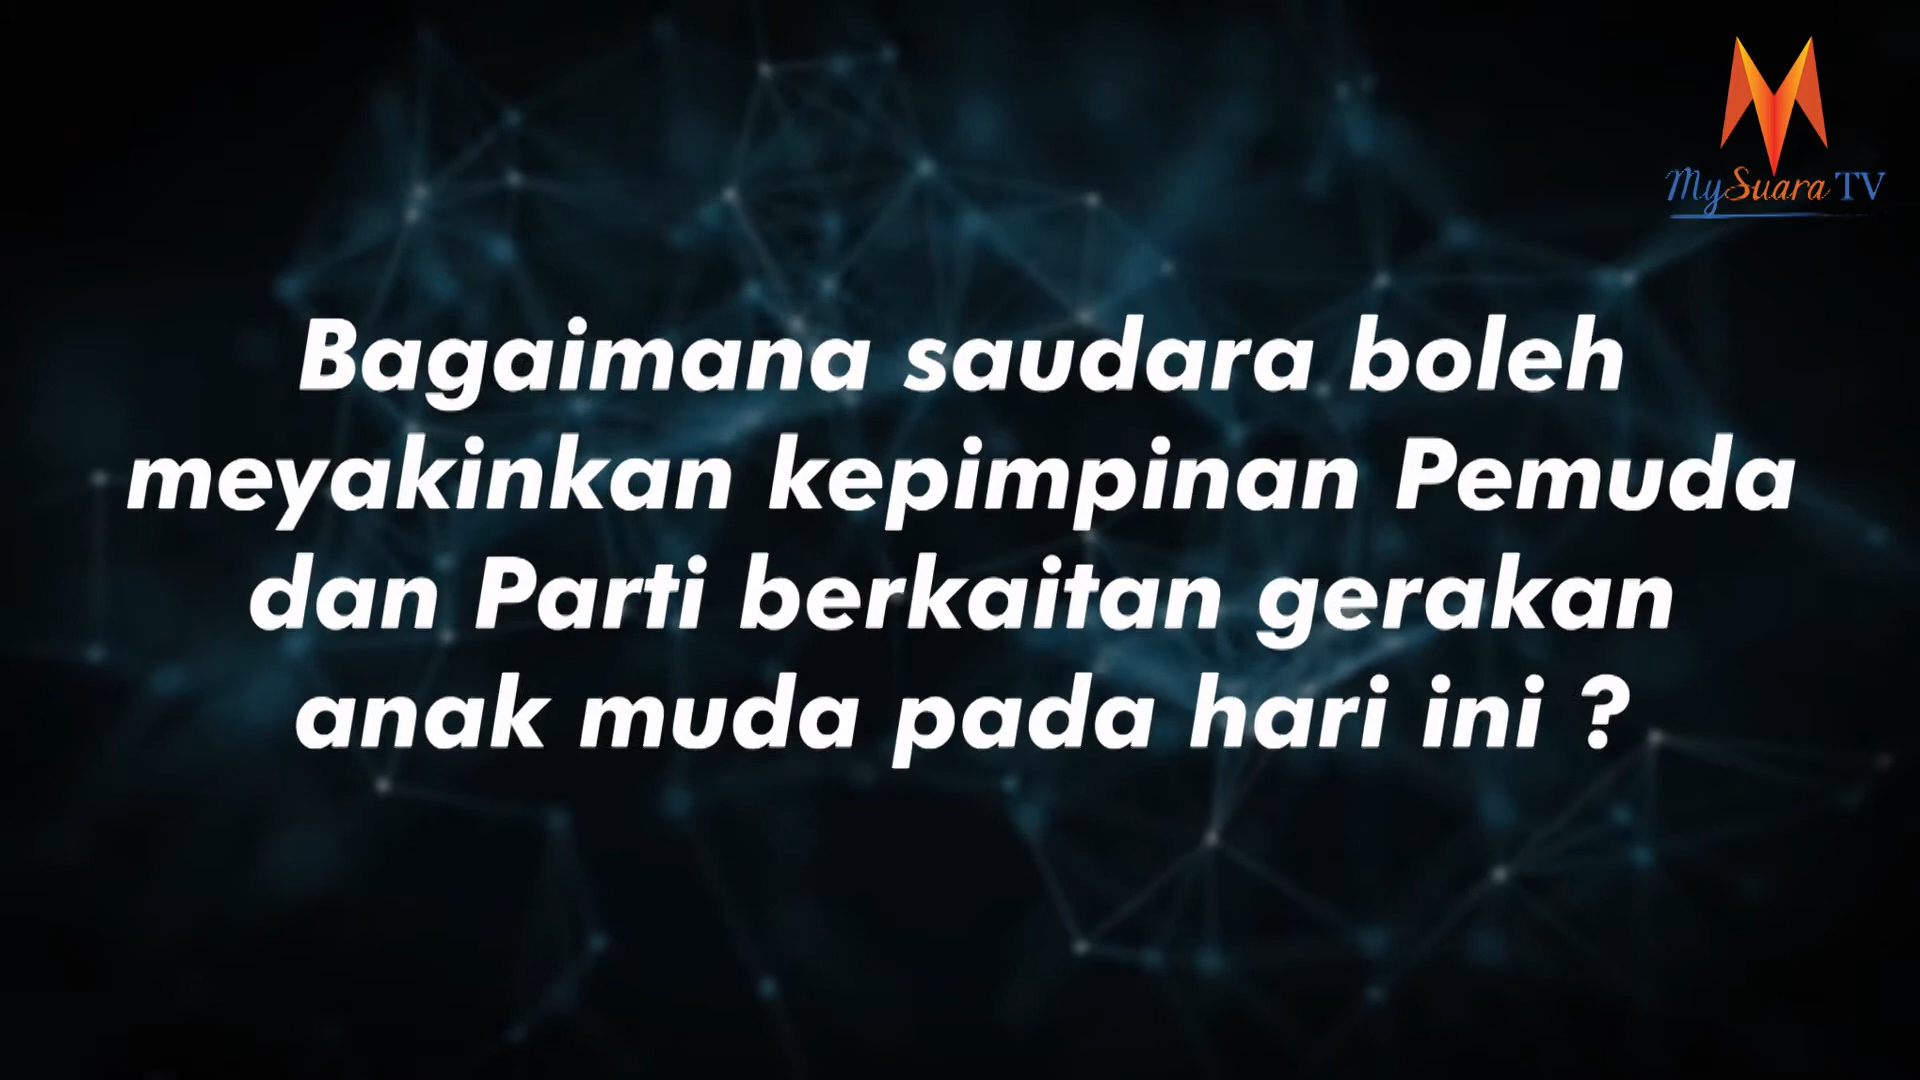 MySuara TV
Bagaimana saudara boleh
meyakinkan kepimpinan Pemuda
dan Parti berkaitan gerakan
anak muda pada hari ini ?